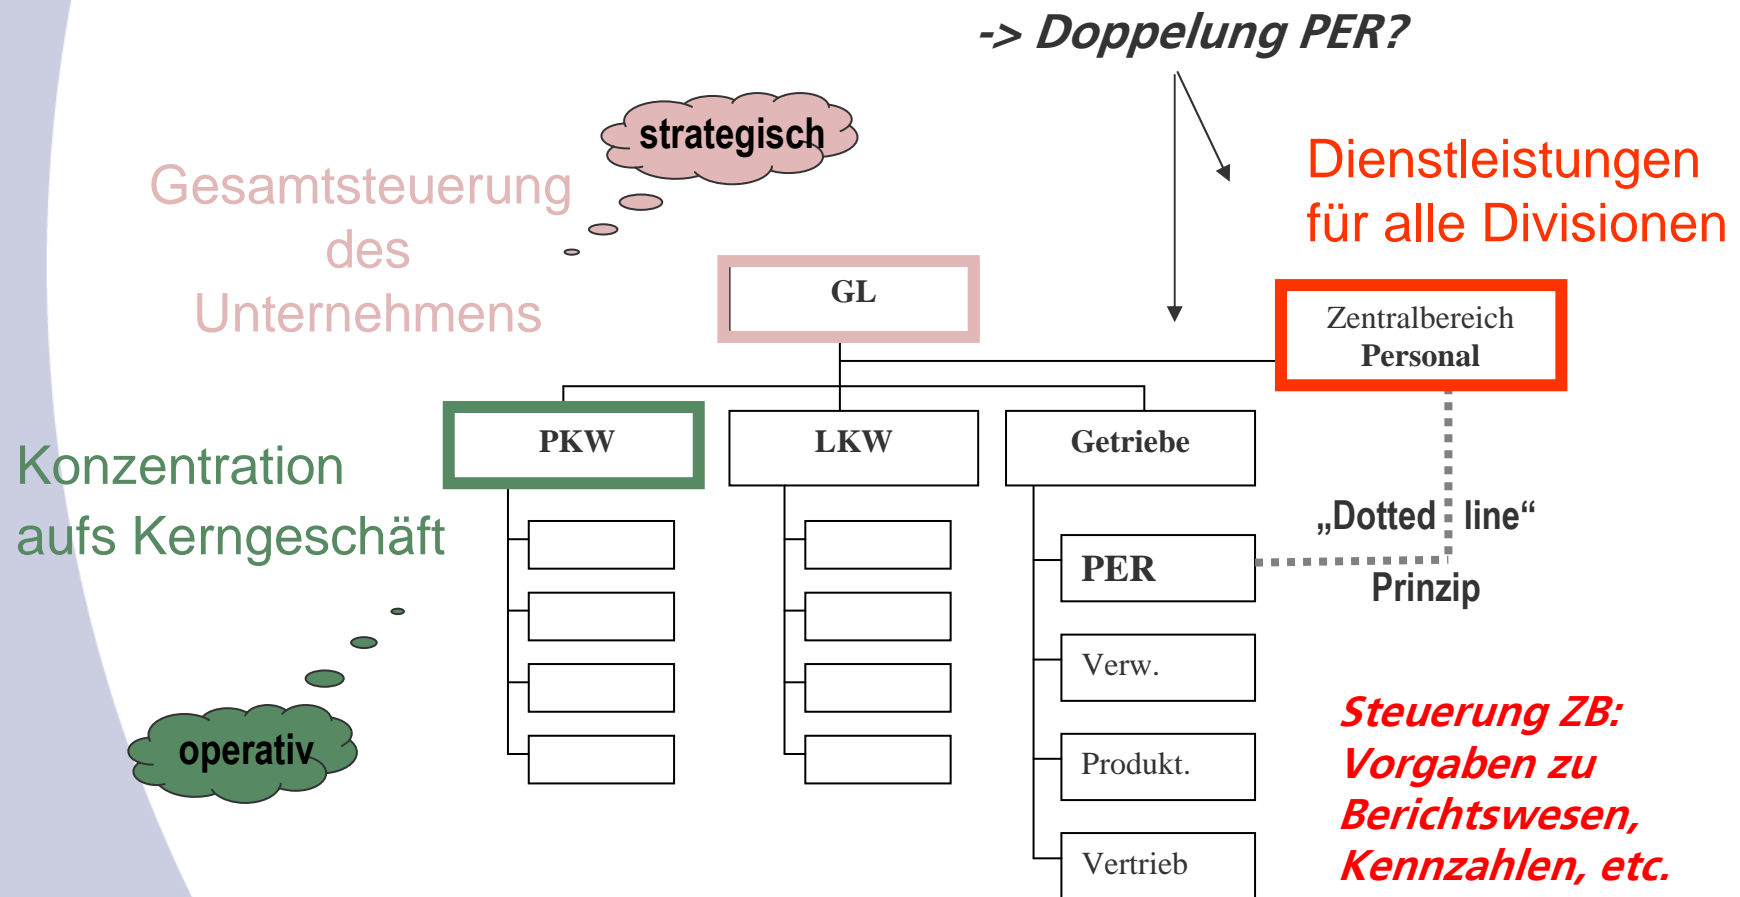 -> Doppelung PER?
strategisch
Gesamtsteuerung
des
Unternehmens
Dienstleistungen
für alle Divisionen
GL
Zentralbereich
Personal
PKW
LKW
Getriebe
Konzentration
aufs Kerngeschäft
„Dotted line“
Prinzip
PER
Verw.
Produkt.
Vertrieb
operativ
Steuerung ZB:
Vorgaben zu
Berichtswesen,
Kennzahlen, etc.